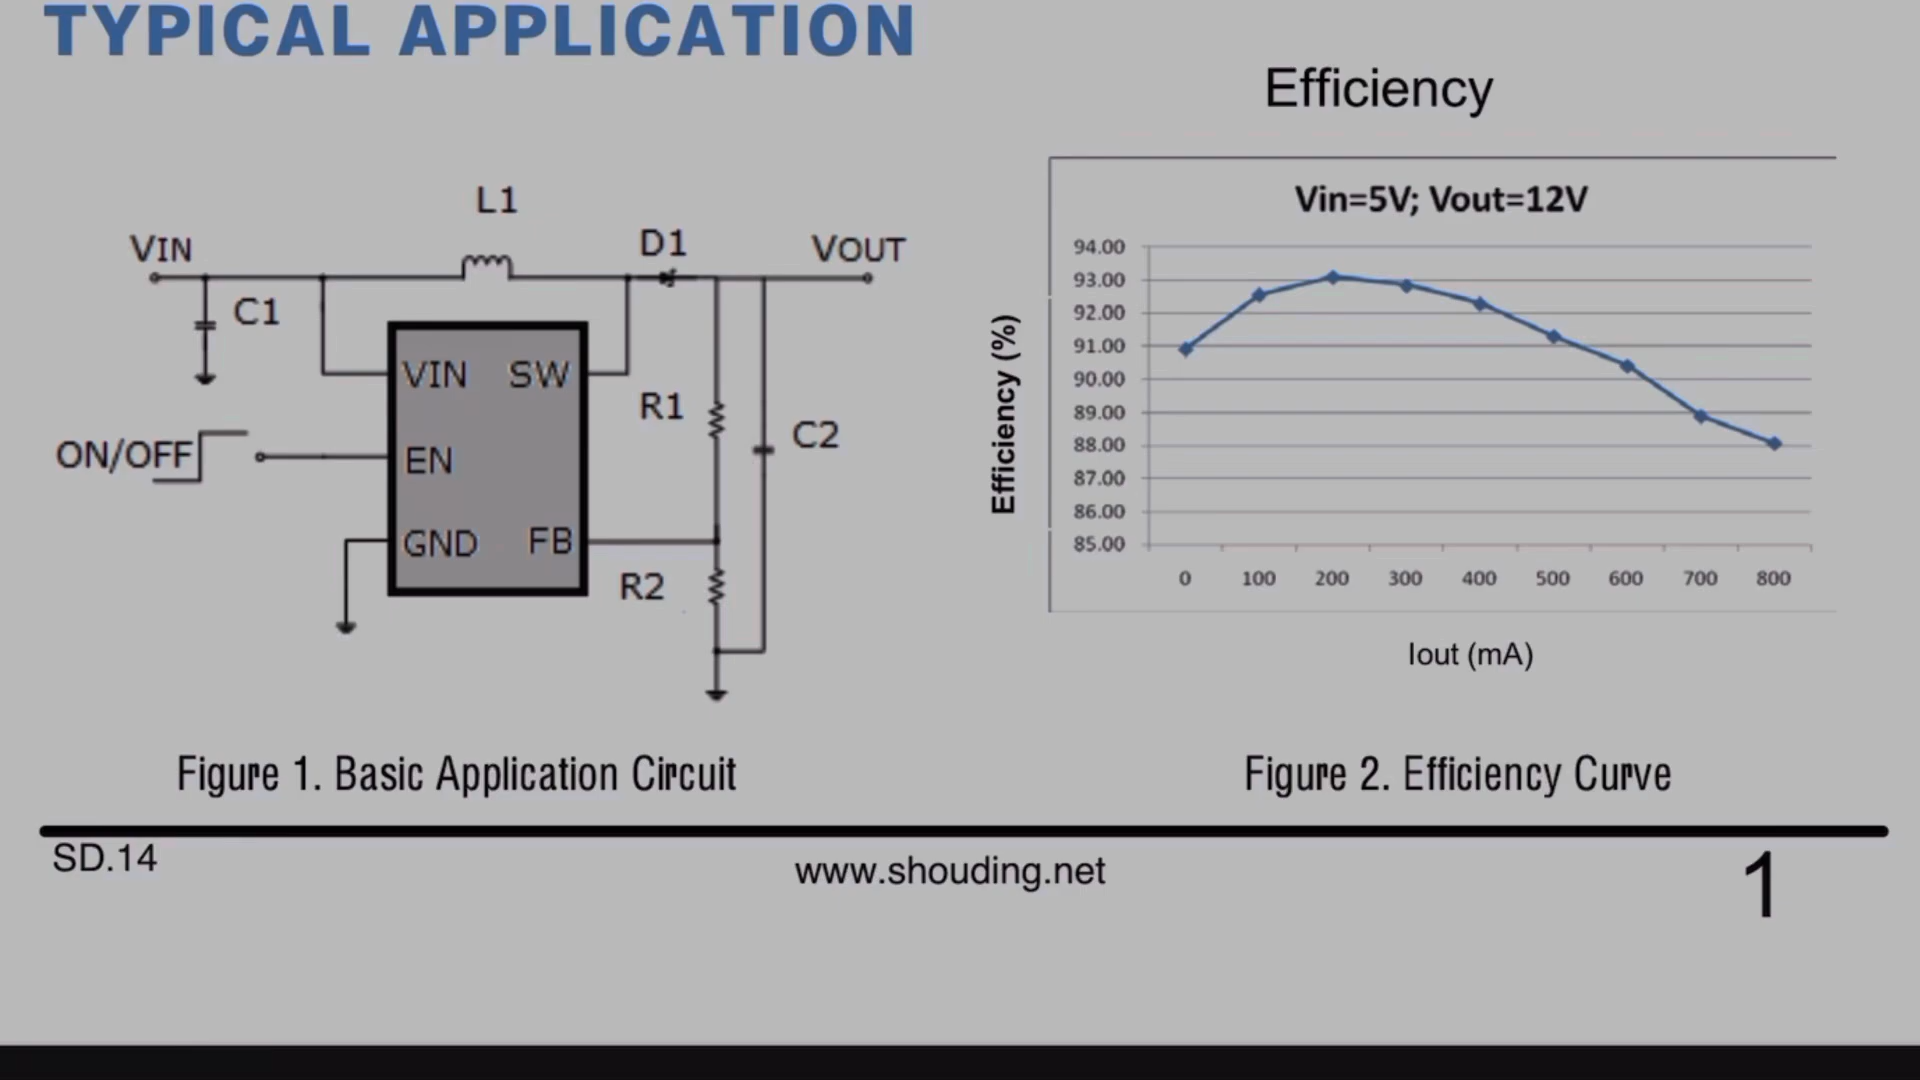 TYPICAL APPLICATION
L1
VIN
D1
VOUT
C1
VIN SW
R1
C2
ON/OFF
EN
GND FB
R2
Figure 1. Basic Application Circuit
Efficiency
Vin=5V; Vout=12V
94.00
93.00
92.00
91.00
90.00
89.00
88.00
87.00
86.00
85.00
Efficiency (%)
0 100 200 300 400 500 600 700 800
Iout (mA)
Figure 2. Efficiency Curve
SD.14
www.shouding.net
1